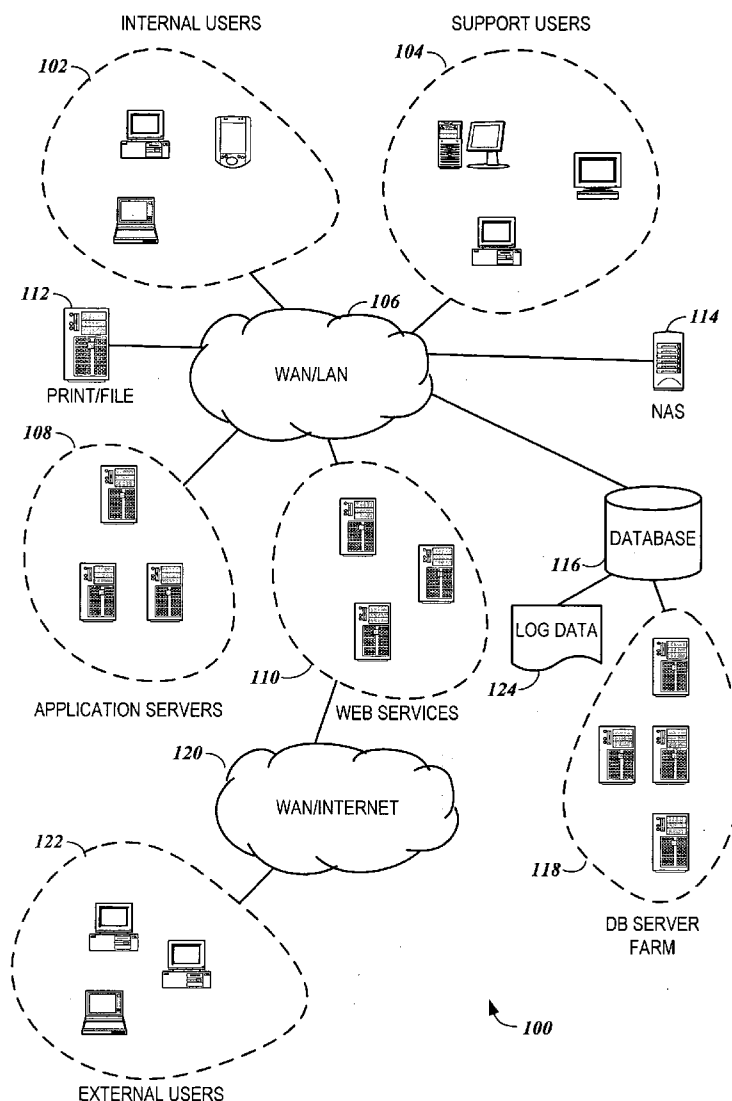 INTERNAL USERS
SUPPORT USERS
102
104
112
106
114
WAN/LAN
PRINT/FILE
NAS
108
DATABASE
116
LOG DATA
110
124
APPLICATION SERVERS
WEB SERVICES
120
WAN/INTERNET
122
118
DB SERVER
FARM
100
EXTERNAL USERS